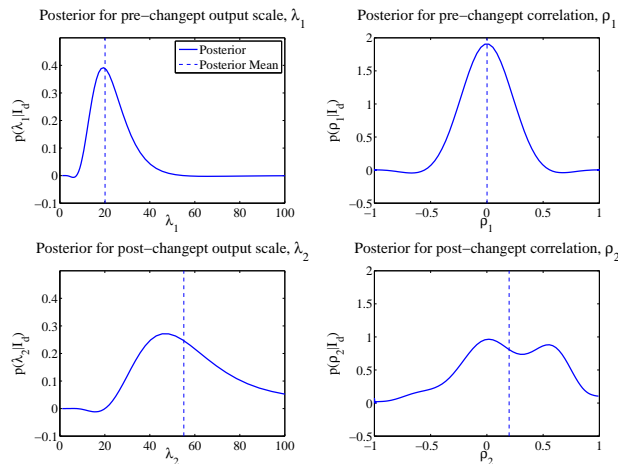 Posterior for pre−changept output scale, λ1
Posterior for pre−changept correlation, ρ1
Posterior
Posterior Mean
p(λ1|Id)
0.4
0.3
0.2
0.1
0
−0.1
0 20 40 60 80 100
λ1
p(ρ1|Id)
2
1.5
1
0.5
0
−0.5
−1 −0.5 0 0.5 1
ρ1
Posterior for post−changept output scale, λ2
Posterior for post−changept correlation, ρ2
p(λ2|Id)
0.4
0.3
0.2
0.1
0
−0.1
0 20 40 60 80 100
λ2
p(ρ2|Id)
2
1.5
1
0.5
0
−0.5
−1 −0.5 0 0.5 1
ρ2